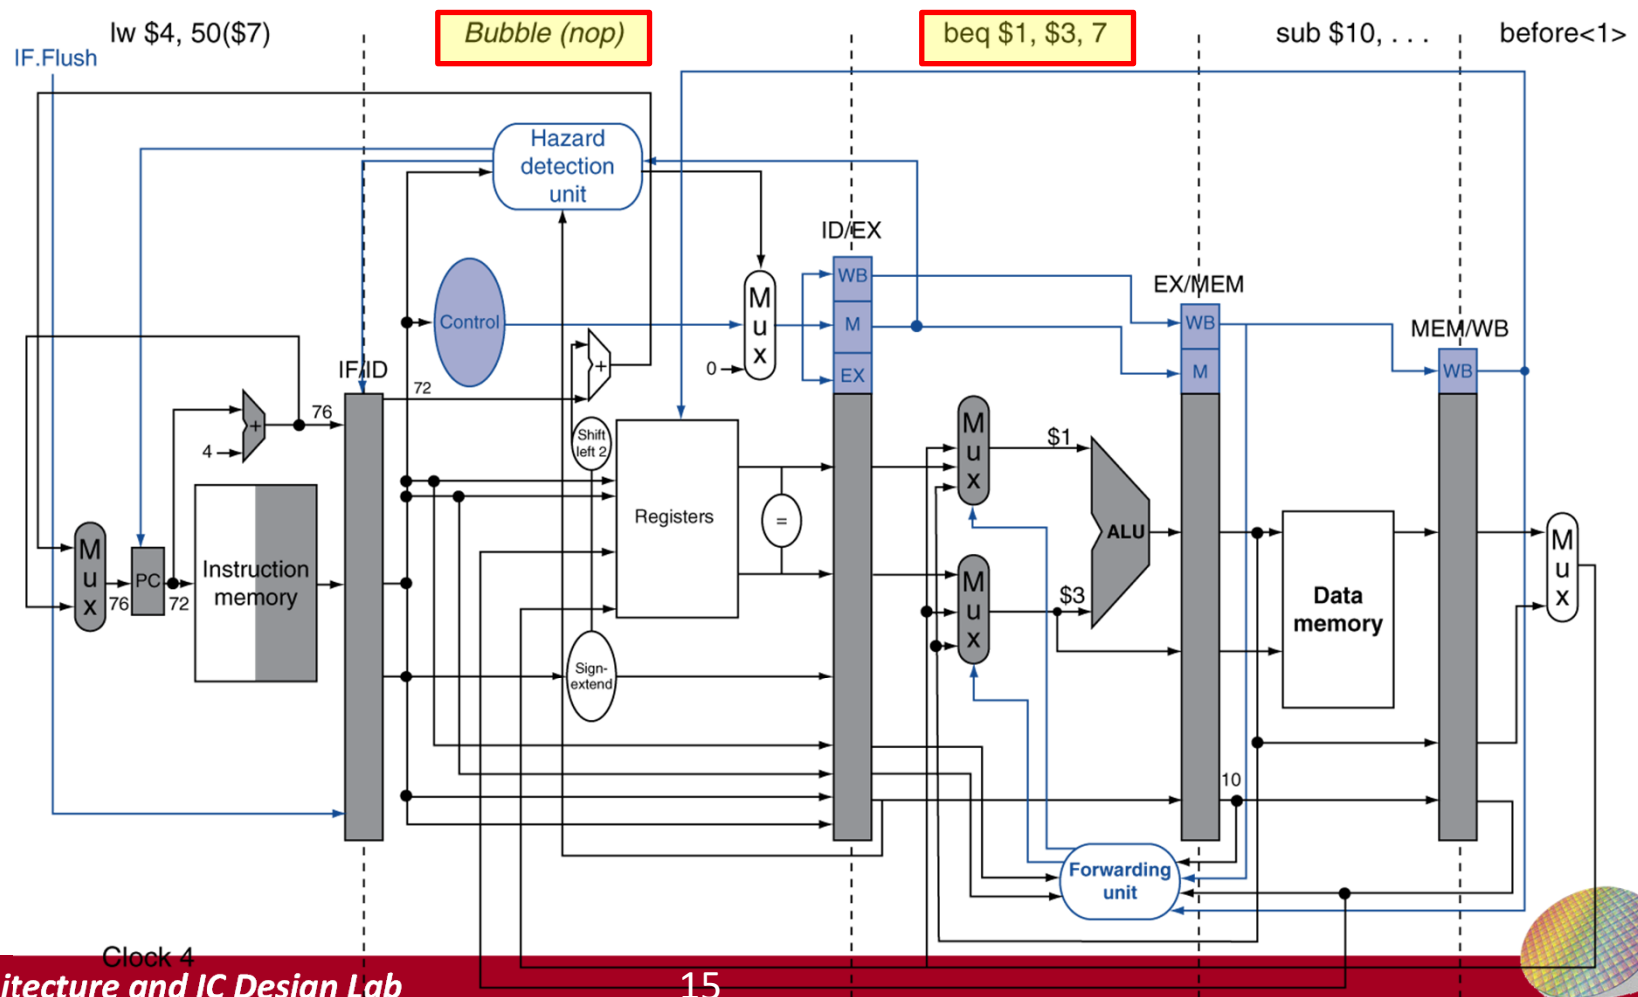 lw $4, 50($7)
Bubble (nop)
beq $1, $3, 7
sub $10, . . .
before<1>
IF.Flush
Hazard
detection
unit
ID/EX
WB
M
EX
Control
M
u
x
0
EX/MEM
WB
M
MEM/WB
WB
IF/ID
72
+
76
+
4
Shift
left 2
Registers
=
M
u
x
$1
ALU
M
u
x
$3
M
u
x
76
PC
72
Instruction
memory
Data
memory
M
u
x
Sign-
extend
10
Forwarding
unit
Clock 4
itecture and IC Design Lab
15